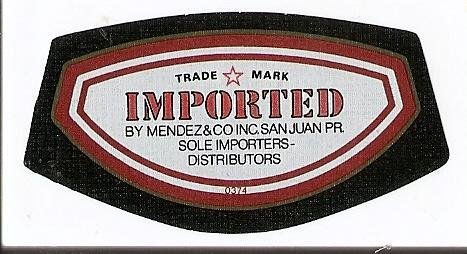 TRADE ☆ MARK
IMPORTED
BY MENDEZ&CO INC. SAN JUAN PR.
SOLE IMPORTERS-
DISTRIBUTORS
0374